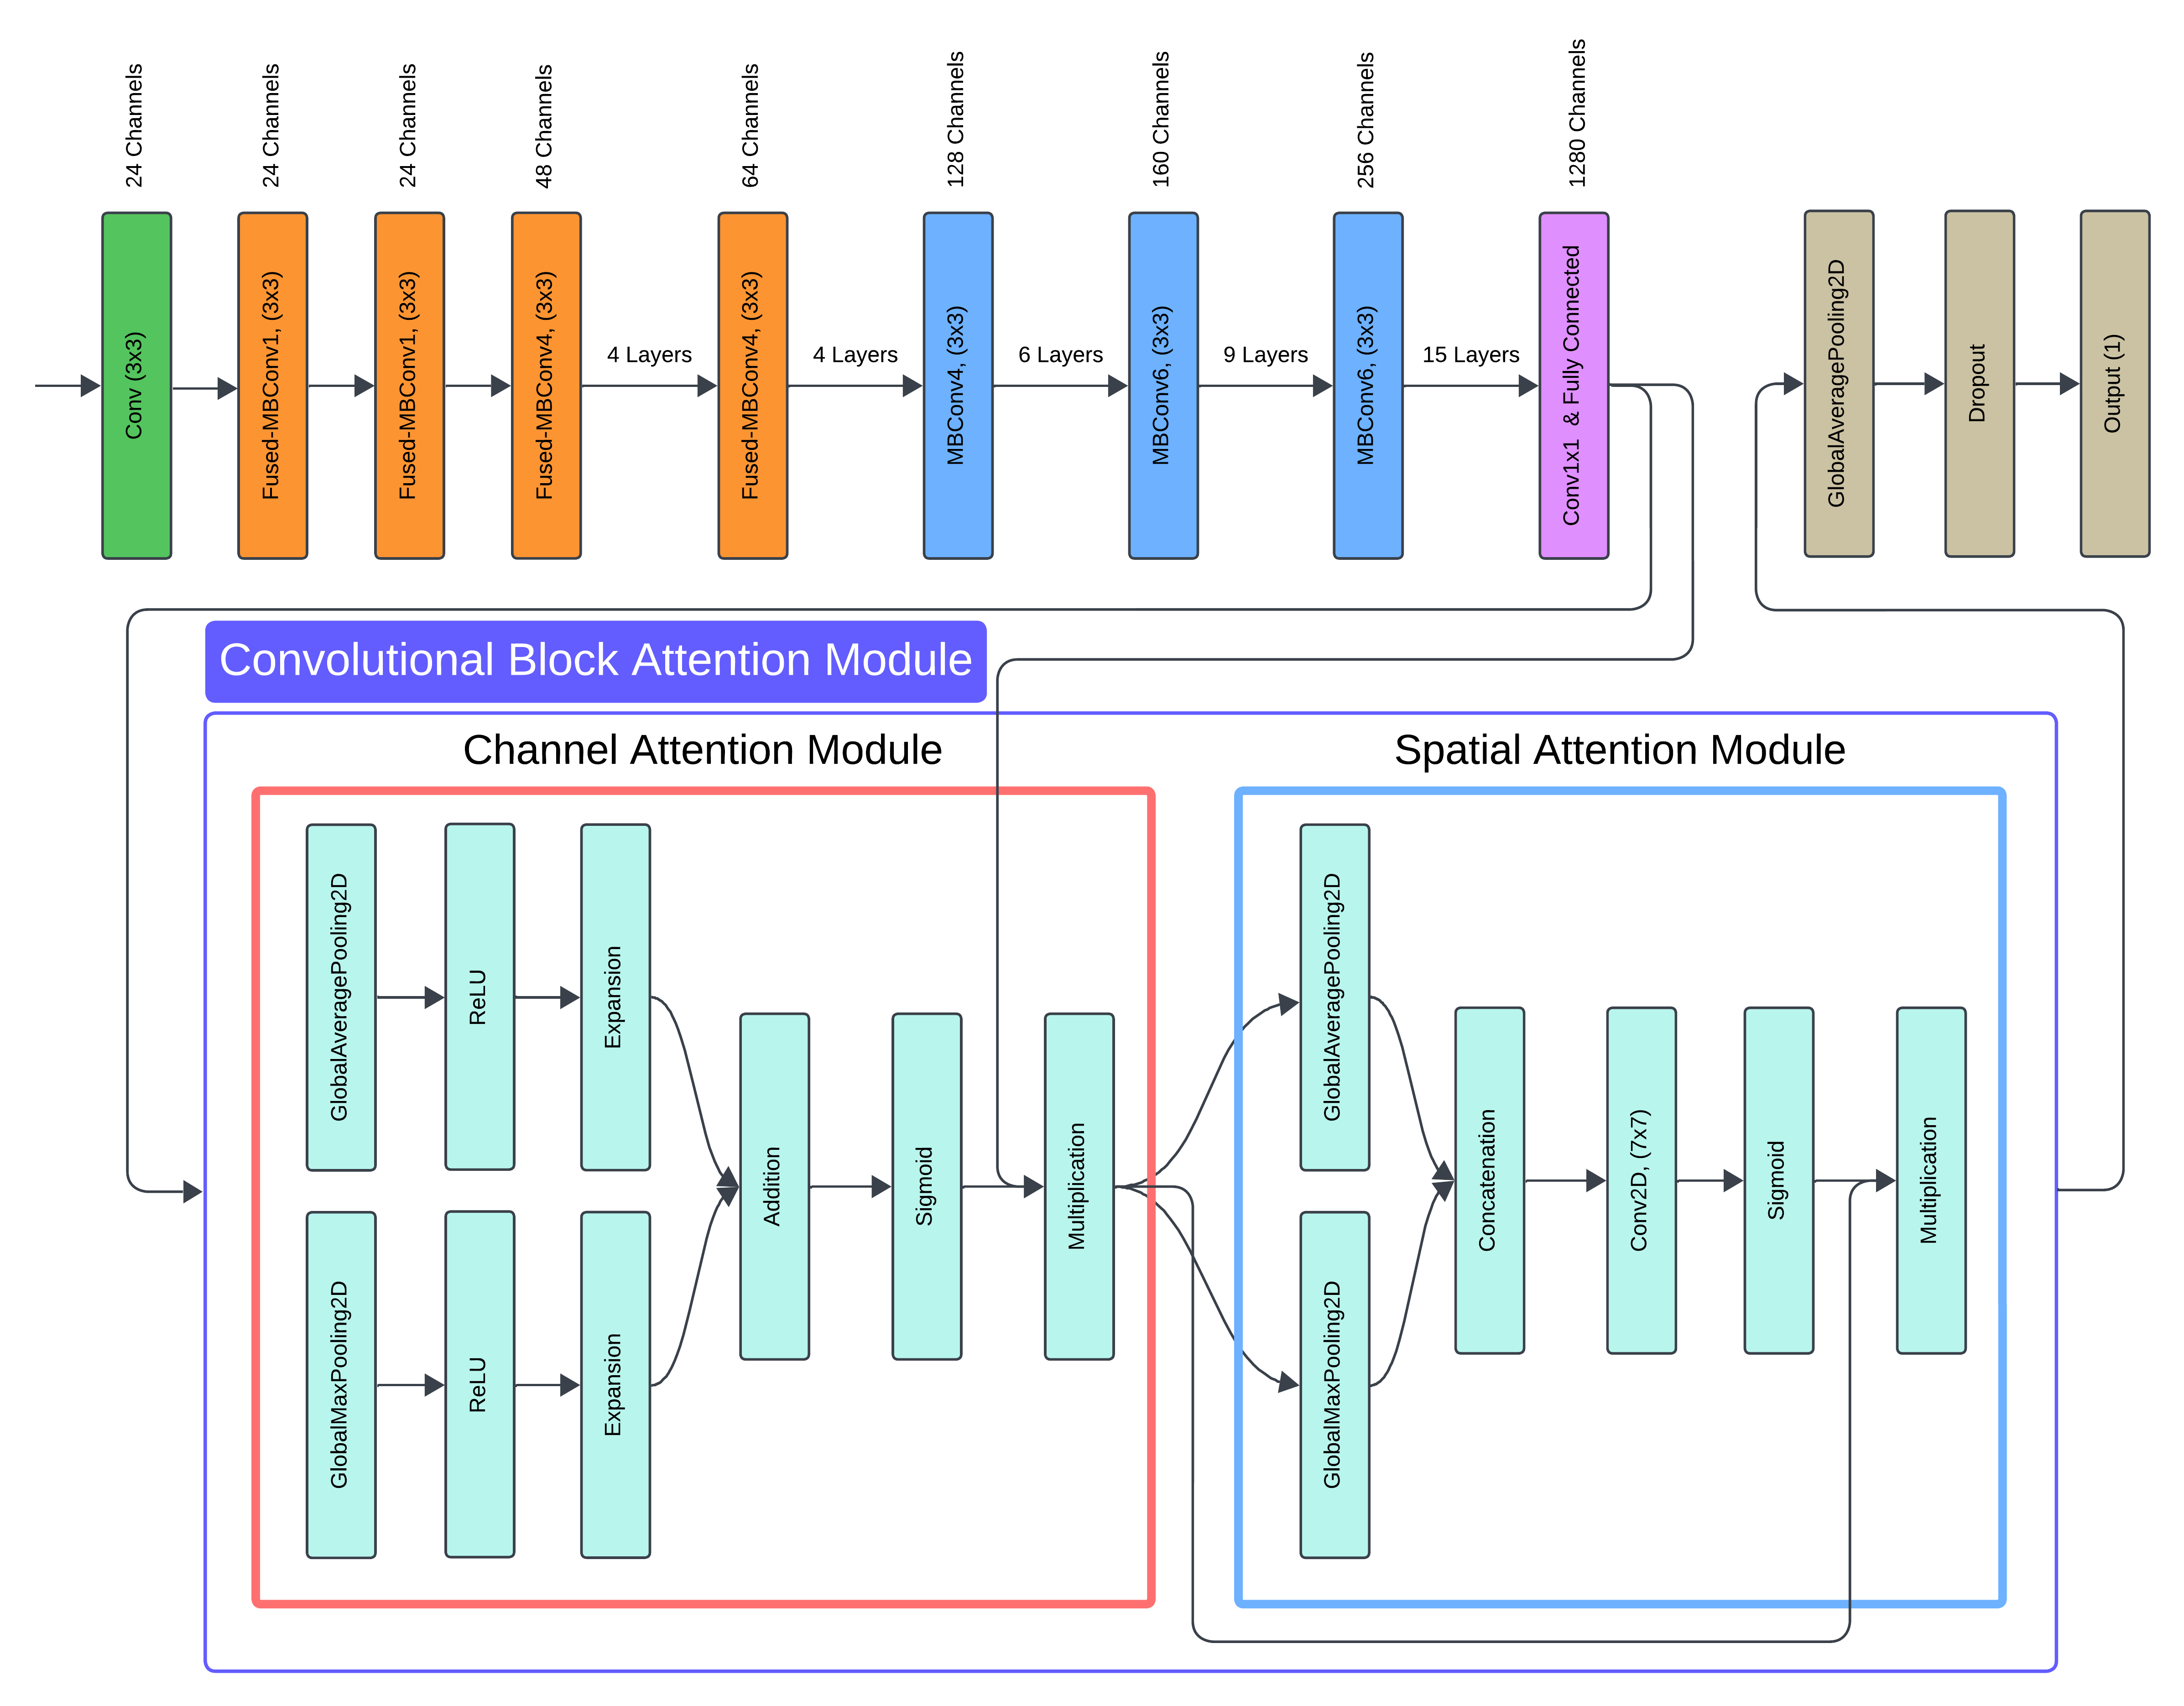 24 Channels
24 Channels
24 Channels
48 Channels
64 Channels
128 Channels
160 Channels
256 Channels
1280 Channels
Conv (3x3)
Fused-MBConv1, (3x3)
Fused-MBConv1, (3x3)
Fused-MBConv4, (3x3)
4 Layers
Fused-MBConv4, (3x3)
4 Layers
MBConv4, (3x3)
6 Layers
MBConv6, (3x3)
9 Layers
MBConv6, (3x3)
15 Layers
Conv1x1 & Fully Connected
GlobalAveragePooling2D
Dropout
Output (1)
Convolutional Block Attention Module
Channel Attention Module
GlobalAveragePooling2D
ReLU
Expansion
GlobalMaxPooling2D
ReLU
Expansion
Addition
Sigmoid
Multiplication
Spatial Attention Module
GlobalAveragePooling2D
GlobalMaxPooling2D
Concatenation
Conv2D, (7x7)
Sigmoid
Multiplication